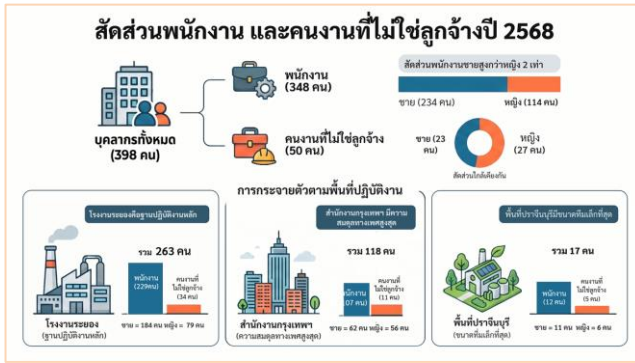 สัดส่วนพนักงาน และคนงานที่ไม่ใช่ลูกจ้างปี 2568
บุคลากรทั้งหมด
(398 คน)
พนักงาน
(348 คน)
คนงานที่ไม่ใช่ลูกจ้าง
(50 คน)
สัดส่วนพนักงานชายสูงกว่าหญิง 2 เท่า
ชาย (234 คน)
หญิง (114 คน)
ชาย (23
คน)
หญิง
(27 คน)
สัดส่วนใกล้เคียงกัน
การกระจายตัวตามพื้นที่ปฏิบัติงาน
โรงงานระยองคือฐานปฏิบัติงานหลัก
รวม 263 คน
พนักงาน
(229คน)
คนงานที่
ไม่ใช่ลูกจ้าง
(34 คน)
โรงงานระยอง
(ฐานปฏิบัติงานหลัก)
ชาย = 184 คน หญิง = 79 คน
สำนักงานกรุงเทพฯ มีความ
สมดุลทางเพศสูงสุด
รวม 118 คน
พนักงาน
07 คน)
คนงานที่
ไม่ใช่ลูกจ้าง
(11 คน)
สำนักงานกรุงเทพฯ
(ความสมดุลทางเพศสูงสุด)
ชาย = 62 คน หญิง = 56 คน
พื้นที่ปราจีนบุรีมีขนาดทีมเล็กที่สุด
รวม 17 คน
พนักงาน
(12 คน)
คนงานที่
ไม่ใช่ลูกจ้าง
(5 คน)
พื้นที่ปราจีนบุรี
(ขนาดทีมเล็กที่สุด)
ชาย = 11 คน หญิง = 6 คน